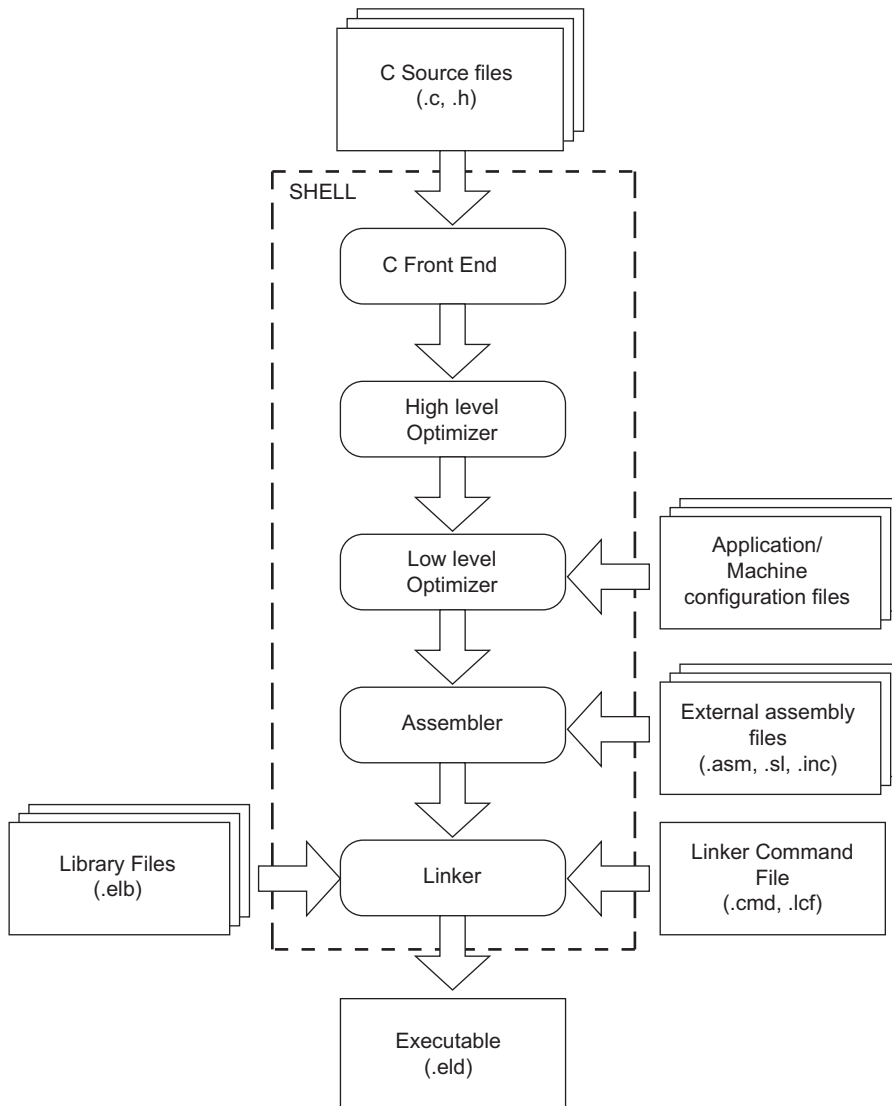 C Source files
(.c, .h)
SHELL
C Front End
High level
Optimizer
Low level
Optimizer
Application/
Machine
configuration files
Assembler
External assembly
files
(.asm, .sl, .inc)
Library Files
(.elb)
Linker
Linker Command
File
(.cmd, .lcf)
Executable
(.eld)